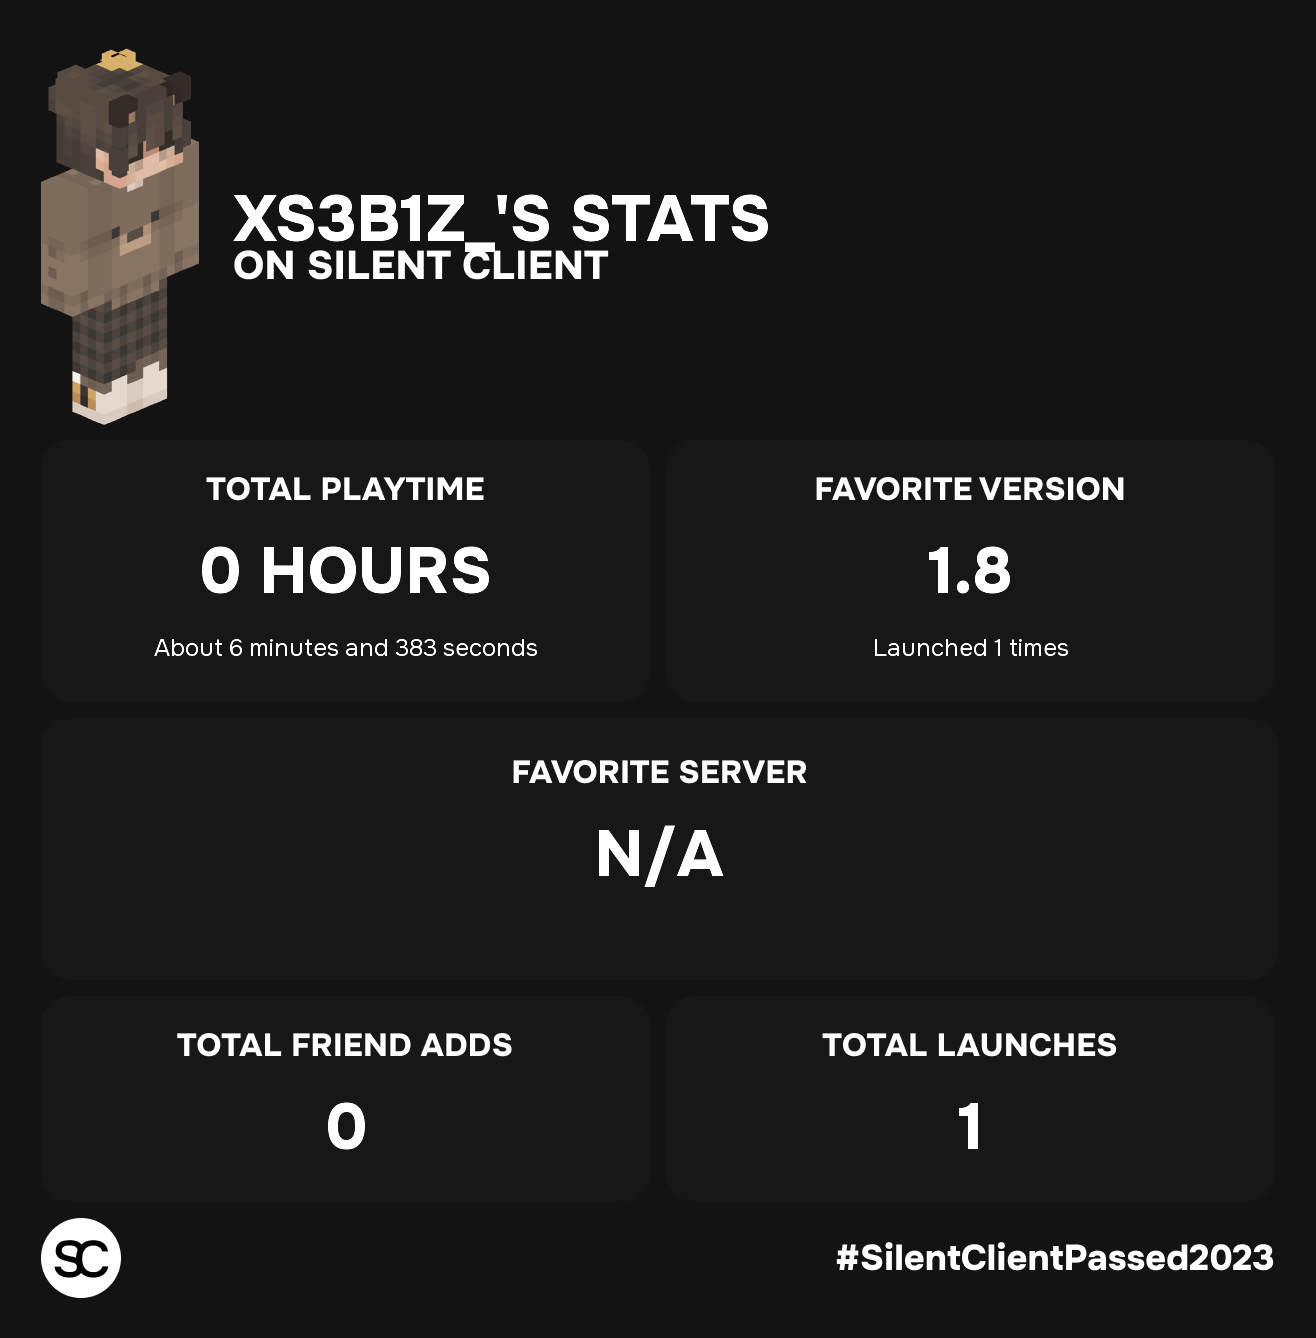 XS3B1Z_'S STATS
ON SILENT CLIENT
TOTAL PLAYTIME
0 HOURS
About 6 minutes and 383 seconds
FAVORITE VERSION
1.8
Launched 1 times
FAVORITE SERVER
N/A
TOTAL FRIEND ADDS
0
TOTAL LAUNCHES
1
SC
#SilentClientPassed2023